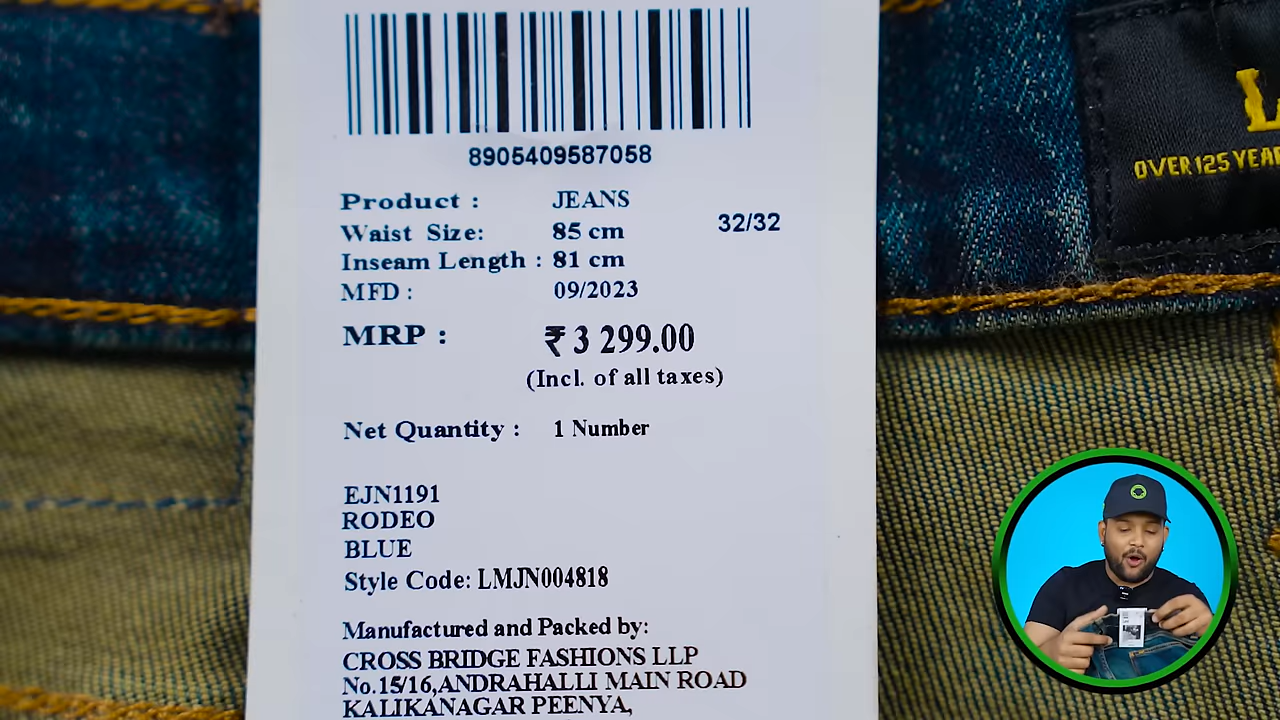 8905409587058
Product : JEANS
Waist Size: 85 cm 32/32
Inseam Length : 81 cm
MFD : 09/2023
MRP : ₹ 3 299.00
(Incl. of all taxes)
Net Quantity : 1 Number
EJN1191
RODEO
BLUE
Style Code: LMJN004818
Manufactured and Packed by:
CROSS BRIDGE FASHIONS LLP
No.15/16,ANDRAHALLI MAIN ROAD
KALIKANAGAR PEENYA,
L
OVER 125 YEA